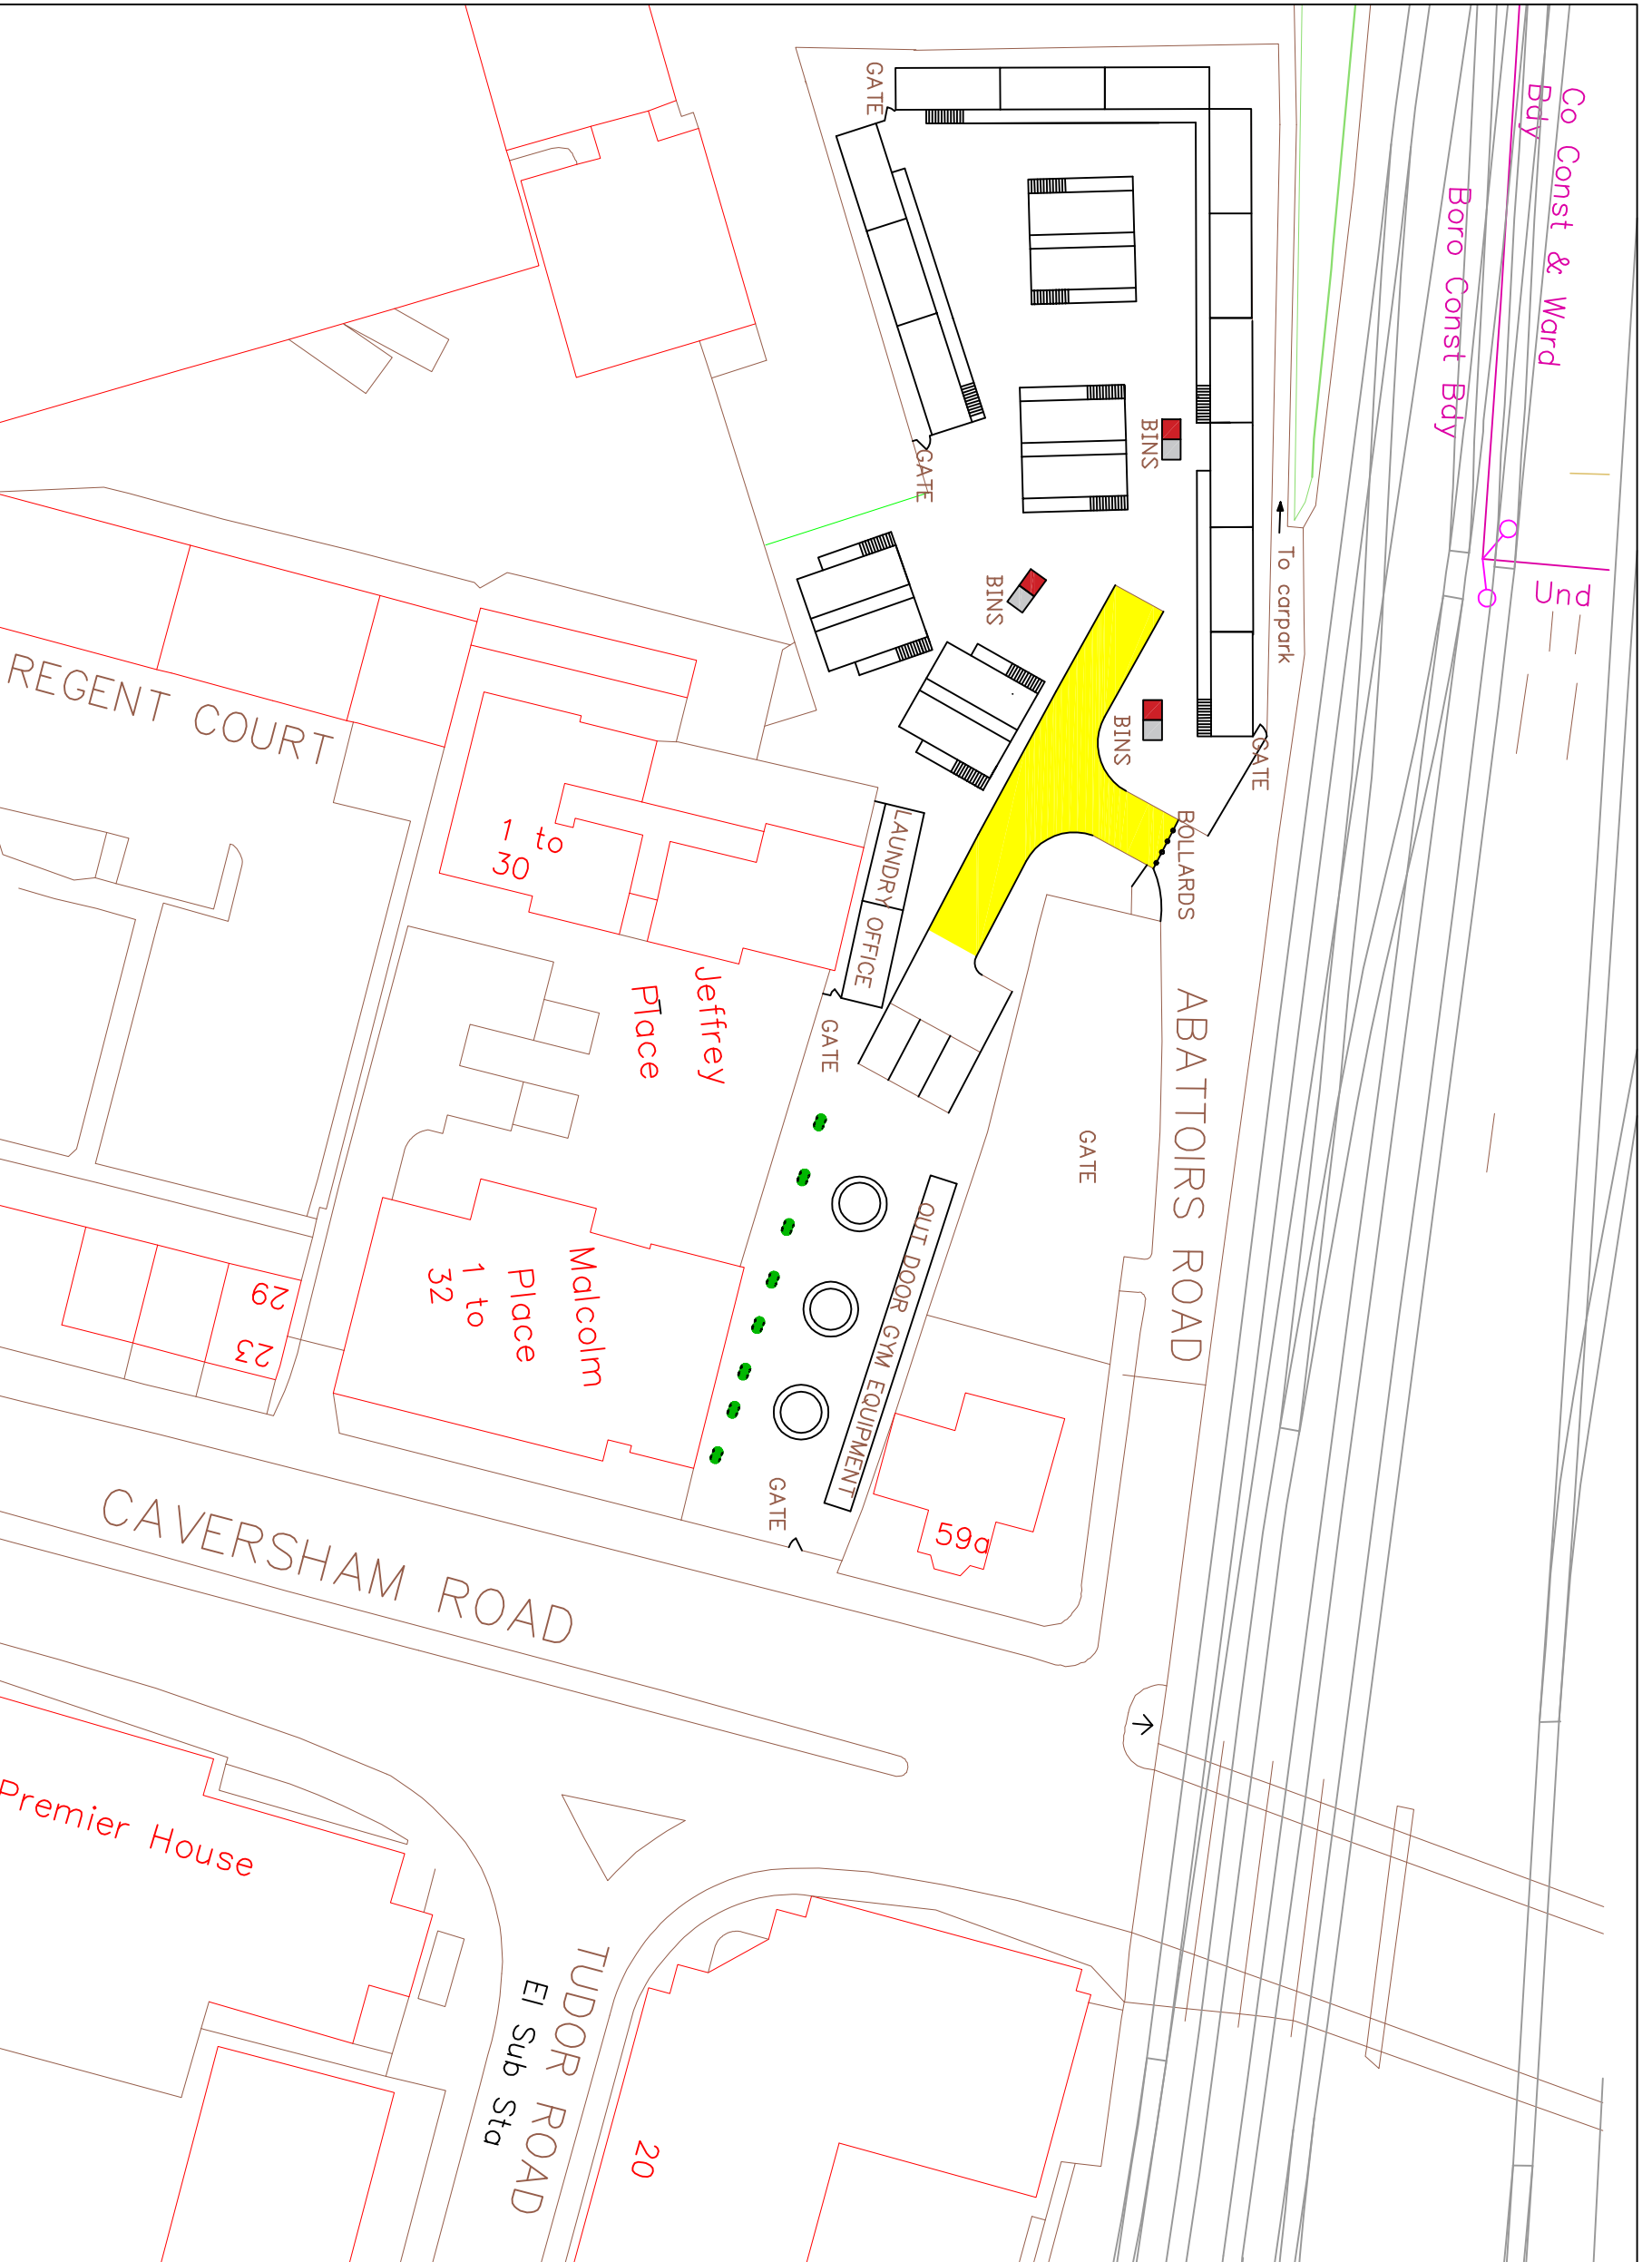 Co Const & Ward
Bdy
Boro Const Bdy
Und
GATE
GATE
BINS
To carpark
BINS
BINS
GATE
BOLLARDS
REGENT COURT
1 to
30
LAUNDRY
OFFICE
Jeffrey
Place
GATE
ABATTOIRS ROAD
GATE
OUT DOOR GYM EQUIPMENT
Malcolm
Place
1 to
32
29
23
GATE
59a
CAVERSHAM ROAD
Premier House
TUDOR ROAD
El Sub Sta
20